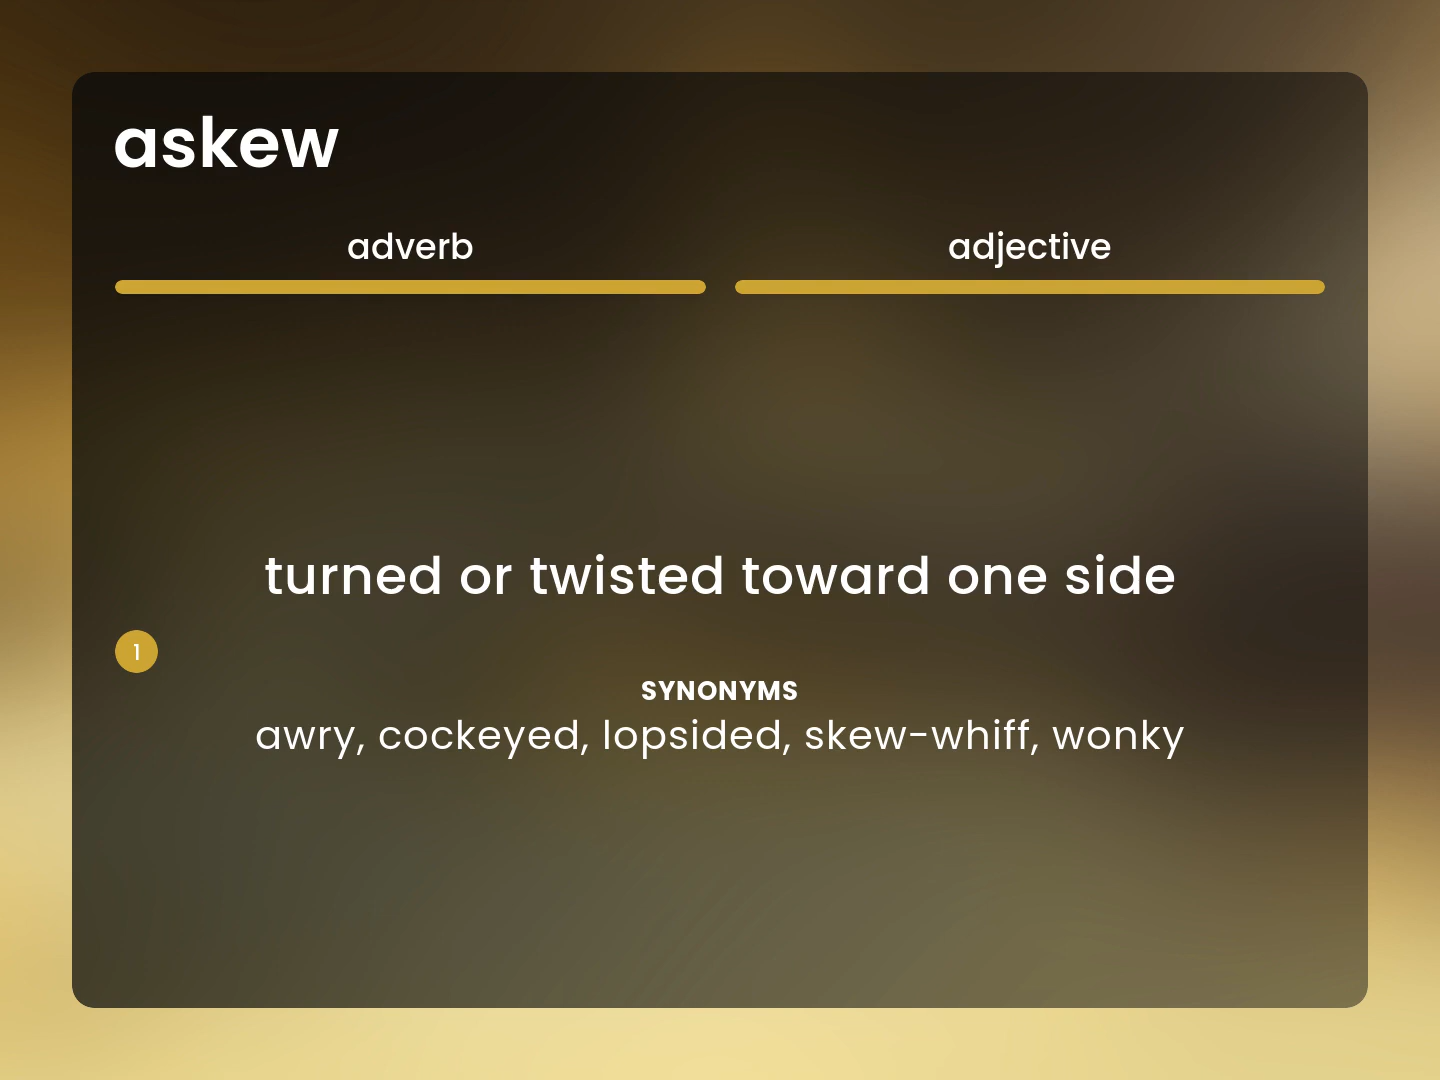 askew
adverb
adjective
turned or twisted toward one side
1
SYNONYMS
awry, cockeyed, lopsided, skew-whiff, wonky